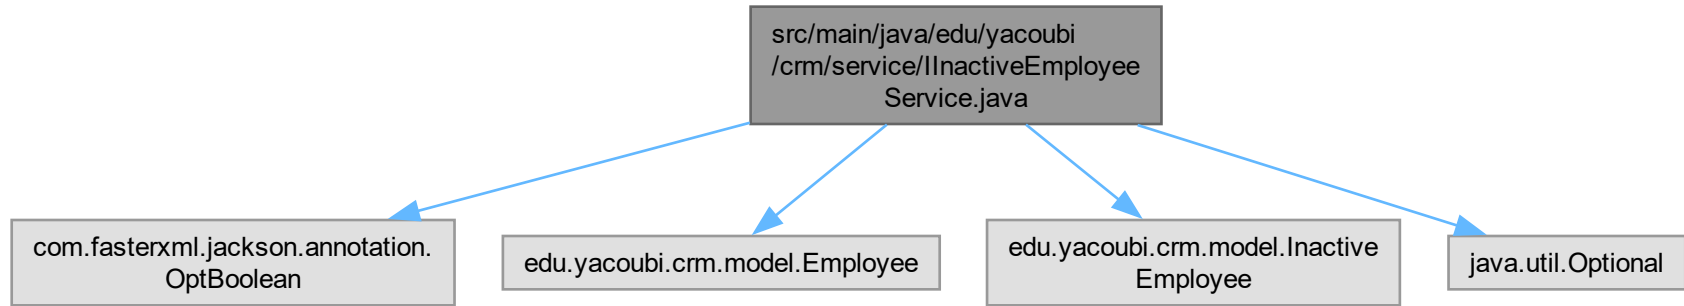 src/main/java/edu/yacoubi
/crm/service/IInactiveEmployee
Service.java
com.fasterxml.jackson.annotation.
OptBoolean
edu.yacoubi.crm.model.Employee
edu.yacoubi.crm.model.Inactive
Employee
java.util.Optional